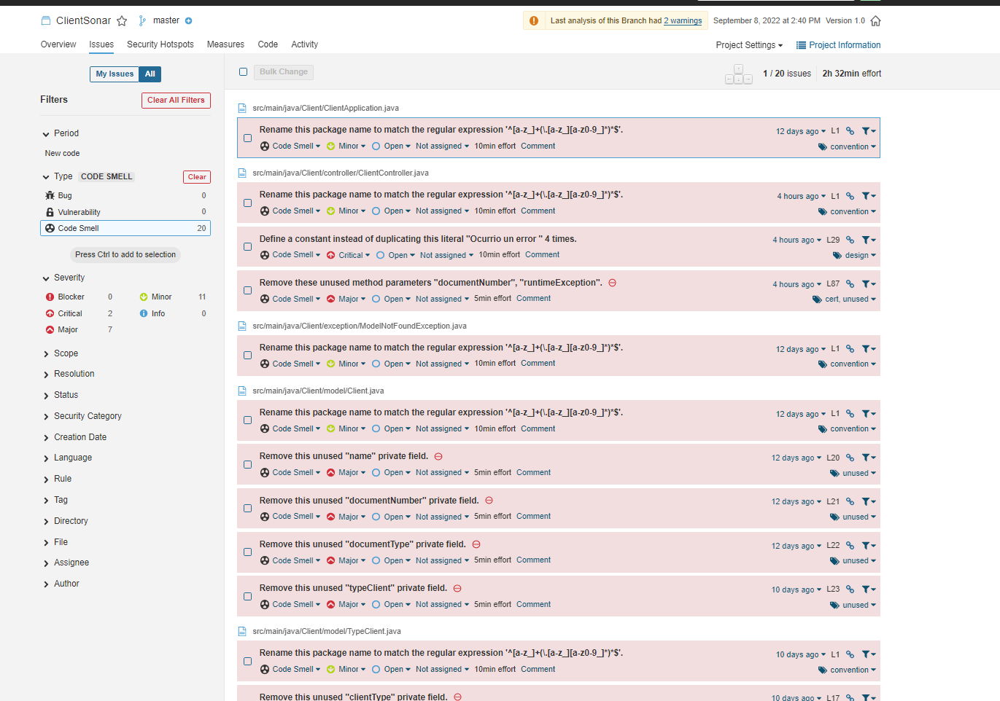 ClientSonar master
Last analysis of this Branch had 2 warnings September 8, 2022 at 2:40 PM Version 1.0
Overview Issues Security Hotspots Measures Code Activity
Project Settings Project Information
My Issues All
Bulk Change
1 / 20 issues 2h 32min effort
Filters Clear All Filters
Period
New code
Type CODE SMELL Clear
Bug 0
Vulnerability 0
Code Smell 20
Press Ctrl to add to selection
Severity
Blocker 0 Minor 11
Critical 2 Info 0
Major 7
Scope
Resolution
Status
Security Category
Creation Date
Language
Rule
Tag
Directory
File
Assignee
Author
src/main/java/Client/ClientApplication.java
Rename this package name to match the regular expression '^[a-z_]+(\.[a-z_][a-z0-9_]*)*$'. 12 days ago L1
Code Smell Minor Open Not assigned 10min effort Comment convention
src/main/java/Client/controller/ClientController.java
Rename this package name to match the regular expression '^[a-z_]+(\.[a-z_][a-z0-9_]*)*$'. 4 hours ago L1
Code Smell Minor Open Not assigned 10min effort Comment convention
Define a constant instead of duplicating this literal "Ocurrio un error " 4 times. 4 hours ago L29
Code Smell Critical Open Not assigned 10min effort Comment design
Remove these unused method parameters "documentNumber", "runtimeException". 4 hours ago L87
Code Smell Major Open Not assigned 5min effort Comment cert, unused
src/main/java/Client/exception/ModelNotFoundException.java
Rename this package name to match the regular expression '^[a-z_]+(\.[a-z_][a-z0-9_]*)*$'. 12 days ago L1
Code Smell Minor Open Not assigned 10min effort Comment convention
src/main/java/Client/model/Client.java
Rename this package name to match the regular expression '^[a-z_]+(\.[a-z_][a-z0-9_]*)*$'. 12 days ago L1
Code Smell Minor Open Not assigned 10min effort Comment convention
Remove this unused "name" private field. 12 days ago L20
Code Smell Major Open Not assigned 5min effort Comment unused
Remove this unused "documentNumber" private field. 12 days ago L21
Code Smell Major Open Not assigned 5min effort Comment unused
Remove this unused "documentType" private field. 12 days ago L22
Code Smell Major Open Not assigned 5min effort Comment unused
Remove this unused "typeClient" private field. 10 days ago L23
Code Smell Major Open Not assigned 5min effort Comment unused
src/main/java/Client/model/TypeClient.java
Rename this package name to match the regular expression '^[a-z_]+(\.[a-z_][a-z0-9_]*)*$'. 10 days ago L1
Code Smell Minor Open Not assigned 10min effort Comment convention
Remove this unused "clientType" private field. 10 days ago L17